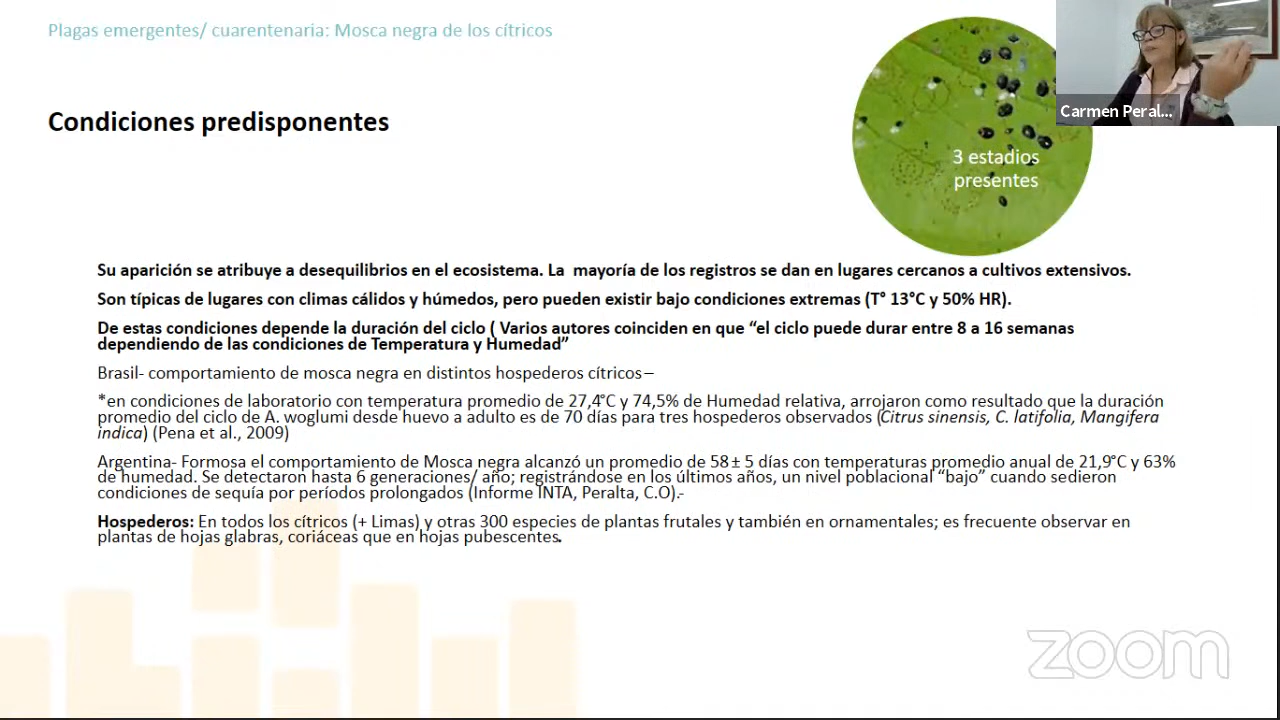 Plagas emergentes/ cuarentenaria: Mosca negra de los cítricos
Carmen Peral...
Condiciones predisponentes
3 estadios
presentes
Su aparición se atribuye a desequilibrios en el ecosistema. La mayoría de los registros se dan en lugares cercanos a cultivos extensivos.
Son típicas de lugares con climas cálidos y húmedos, pero pueden existir bajo condiciones extremas (T° 13°C y 50% HR).
De estas condiciones depende la duración del ciclo ( Varios autores coinciden en que “el ciclo puede durar entre 8 a 16 semanas
dependiendo de las condiciones de Temperatura y Humedad”
Brasil- comportamiento de mosca negra en distintos hospederos cítricos –
*en condiciones de laboratorio con temperatura promedio de 27,4°C y 74,5% de Humedad relativa, arrojaron como resultado que la duración
promedio del ciclo de A. woglumi desde huevo a adulto es de 70 días para tres hospederos observados (Citrus sinensis, C. latifolia, Mangifera
indica) (Pena et al., 2009)
Argentina- Formosa el comportamiento de Mosca negra alcanzó un promedio de 58 ± 5 días con temperaturas promedio anual de 21,9°C y 63%
de humedad. Se detectaron hasta 6 generaciones/ año; registrándose en los últimos años, un nivel poblacional “bajo” cuando sedieron
condiciones de sequía por períodos prolongados (Informe INTA, Peralta, C.O).-
Hospederos: En todos los cítricos (+ Limas) y otras 300 especies de plantas frutales y también en ornamentales; es frecuente observar en
plantas de hojas glabras, coriáceas que en hojas pubescentes.
zoom